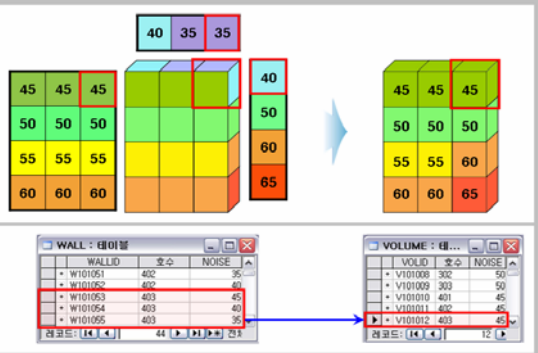 40 35 35
45 45 45
50 50 50
55 55 55
60 60 60
40
50
60
65
45 45 45
50 50 50
55 55 60
60 60 65
WALL : 테이블
WALLID 호수 NOISE
W101051 402 35
W101052 402 40
W101053 403 45
W101054 403 40
W101055 403 35
레코드: 44
VOLUME : 테...
VOLID 호수 NOISE
V101008 302 50
V101009 303 50
V101010 401 45
V101011 402 45
V101012 403 45
레코드: 12